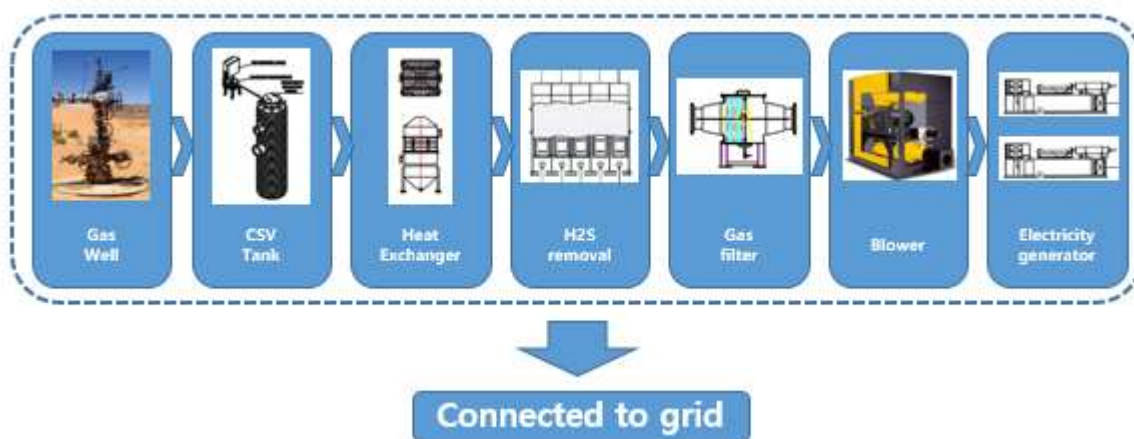 Gas
Well
CSV
Tank
Heat
Exchanger
H2S
removal
Gas
filter
Blower
Electricity
generator
Connected to grid